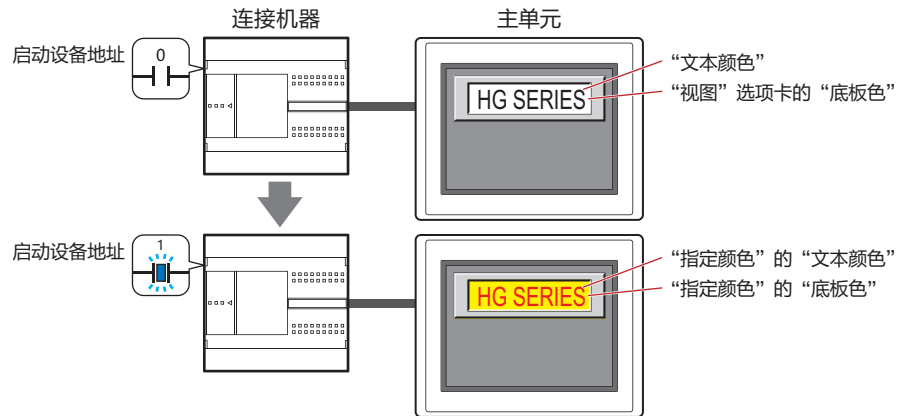 连接机器
主单元
启动设备地址
0
HG SERIES
“文本颜色”
“视图”选项卡的“底板色”
启动设备地址
1
HG SERIES
“指定颜色”的“文本颜色”
“指定颜色”的“底板色”